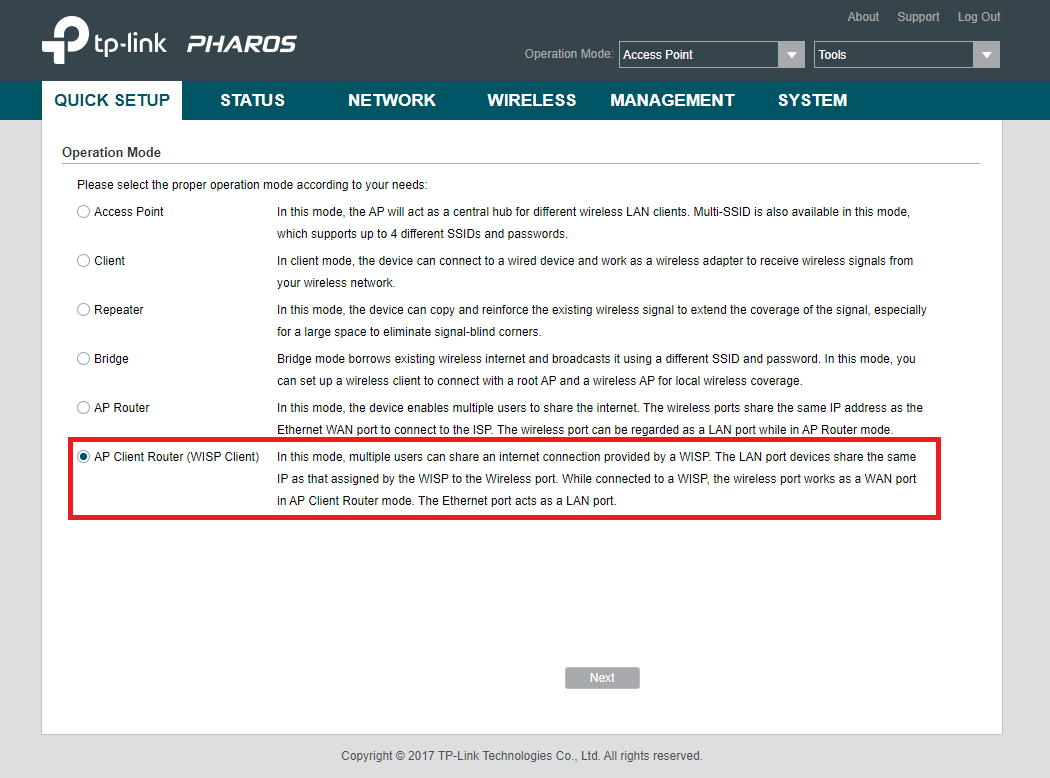 About Support Log Out
tp-link PHAROS
Operation Mode: Access Point Tools
QUICK SETUP STATUS NETWORK WIRELESS MANAGEMENT SYSTEM
Operation Mode
Please select the proper operation mode according to your needs:
Access Point In this mode, the AP will act as a central hub for different wireless LAN clients. Multi-SSID is also available in this mode,
which supports up to 4 different SSIDs and passwords.
Client In client mode, the device can connect to a wired device and work as a wireless adapter to receive wireless signals from
your wireless network.
Repeater In this mode, the device can copy and reinforce the existing wireless signal to extend the coverage of the signal, especially
for a large space to eliminate signal-blind corners.
Bridge Bridge mode borrows existing wireless internet and broadcasts it using a different SSID and password. In this mode, you
can set up a wireless client to connect with a root AP and a wireless AP for local wireless coverage.
AP Router In this mode, the device enables multiple users to share the internet. The wireless ports share the same IP address as the
Ethernet WAN port to connect to the ISP. The wireless port can be regarded as a LAN port while in AP Router mode.
AP Client Router (WISP Client) In this mode, multiple users can share an internet connection provided by a WISP. The LAN port devices share the same
IP as that assigned by the WISP to the Wireless port. While connected to a WISP, the wireless port works as a WAN port
in AP Client Router mode. The Ethernet port acts as a LAN port.
Next
Copyright © 2017 TP-Link Technologies Co., Ltd. All rights reserved.